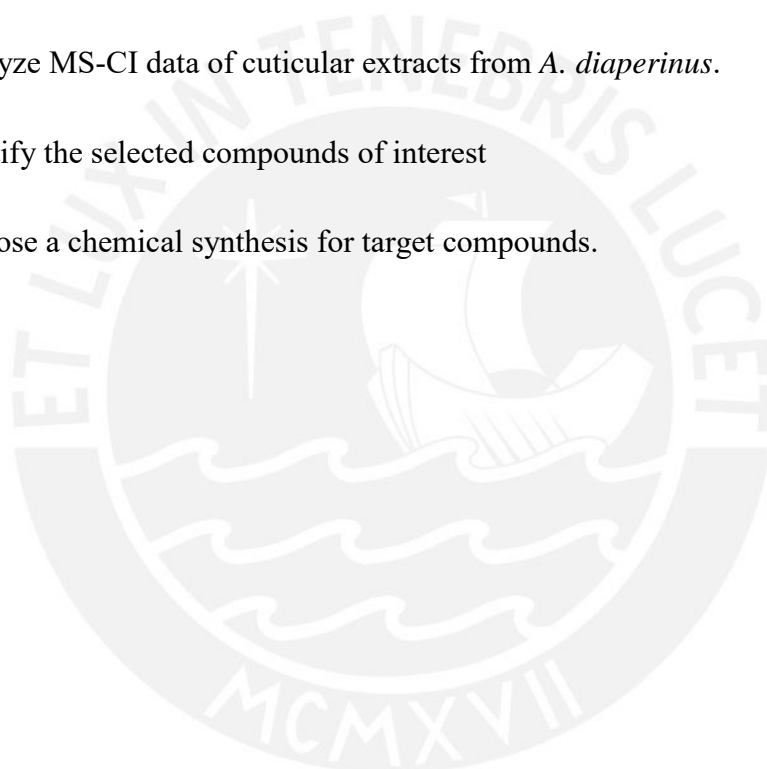 yze MS-CI data of cuticular extracts from A. diaperinus.
ify the selected compounds of interest
ose a chemical synthesis for target compounds.
ET LUX IN TENEBRIS LUCET
MCMXVII